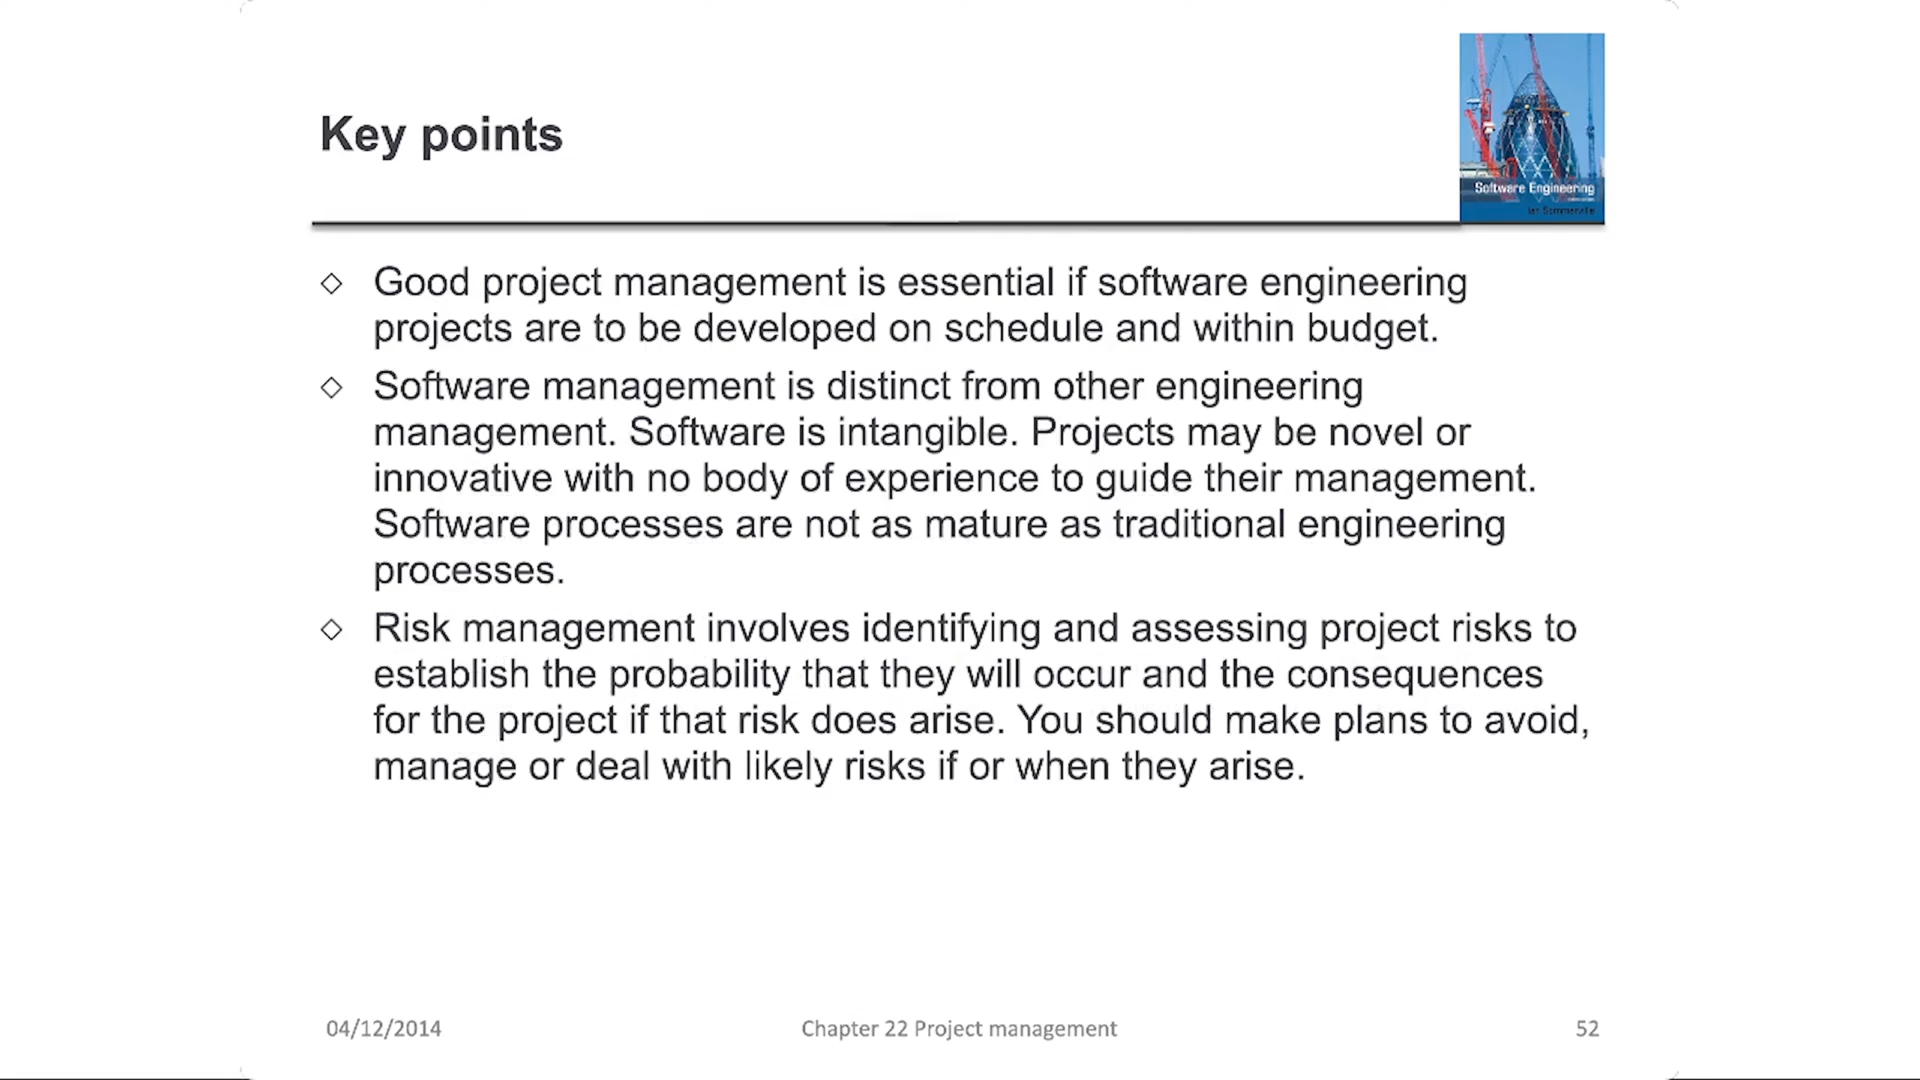 Key points
Software Engineering
Ian Sommerville
◇ Good project management is essential if software engineering
projects are to be developed on schedule and within budget.
◇ Software management is distinct from other engineering
management. Software is intangible. Projects may be novel or
innovative with no body of experience to guide their management.
Software processes are not as mature as traditional engineering
processes.
◇ Risk management involves identifying and assessing project risks to
establish the probability that they will occur and the consequences
for the project if that risk does arise. You should make plans to avoid,
manage or deal with likely risks if or when they arise.
04/12/2014
Chapter 22 Project management
52